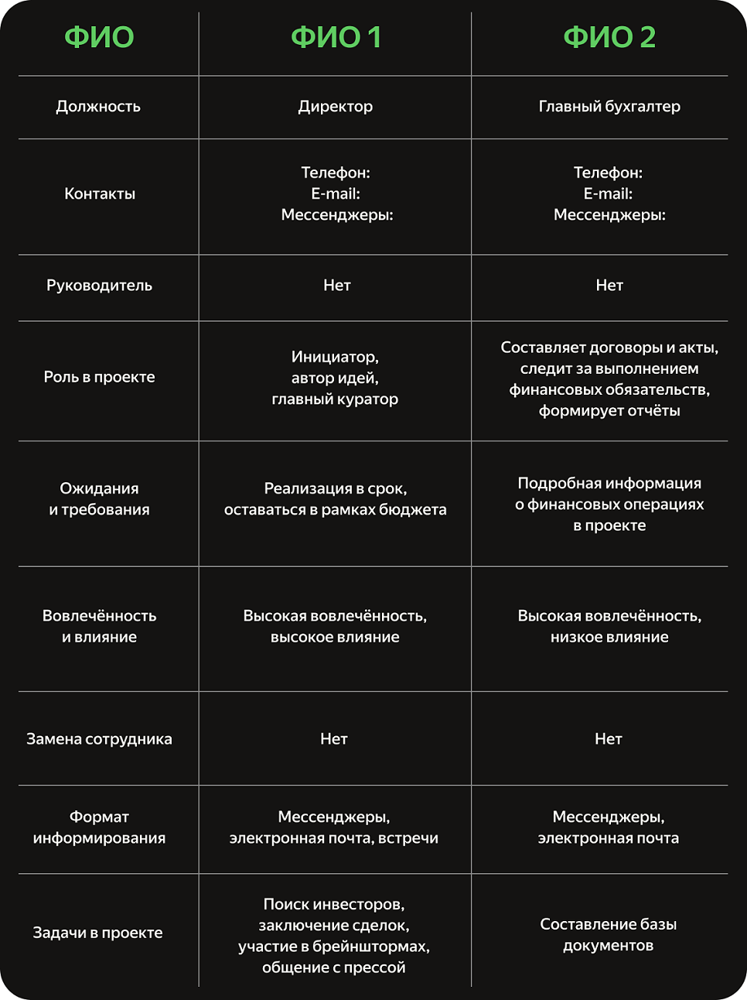 ФИО
ФИО 1
ФИО 2
Должность
Директор
Главный бухгалтер
Контакты
Телефон:
E-mail:
Мессенджеры:
Телефон:
E-mail:
Мессенджеры:
Руководитель
Нет
Нет
Роль в проекте
Инициатор,
автор идей,
главный куратор
Составляет договоры и акты,
следит за выполнением
финансовых обязательств,
формирует отчёты
Ожидания
и требования
Реализация в срок,
оставаться в рамках бюджета
Подробная информация
о финансовых операциях
в проекте
Вовлечённость
и влияние
Высокая вовлечённость,
высокое влияние
Высокая вовлечённость,
низкое влияние
Замена сотрудника
Нет
Нет
Формат
информирования
Мессенджеры,
электронная почта, встречи
Мессенджеры,
электронная почта
Задачи в проекте
Поиск инвесторов,
заключение сделок,
участие в брейнштормах,
общение с прессой
Составление базы
документов